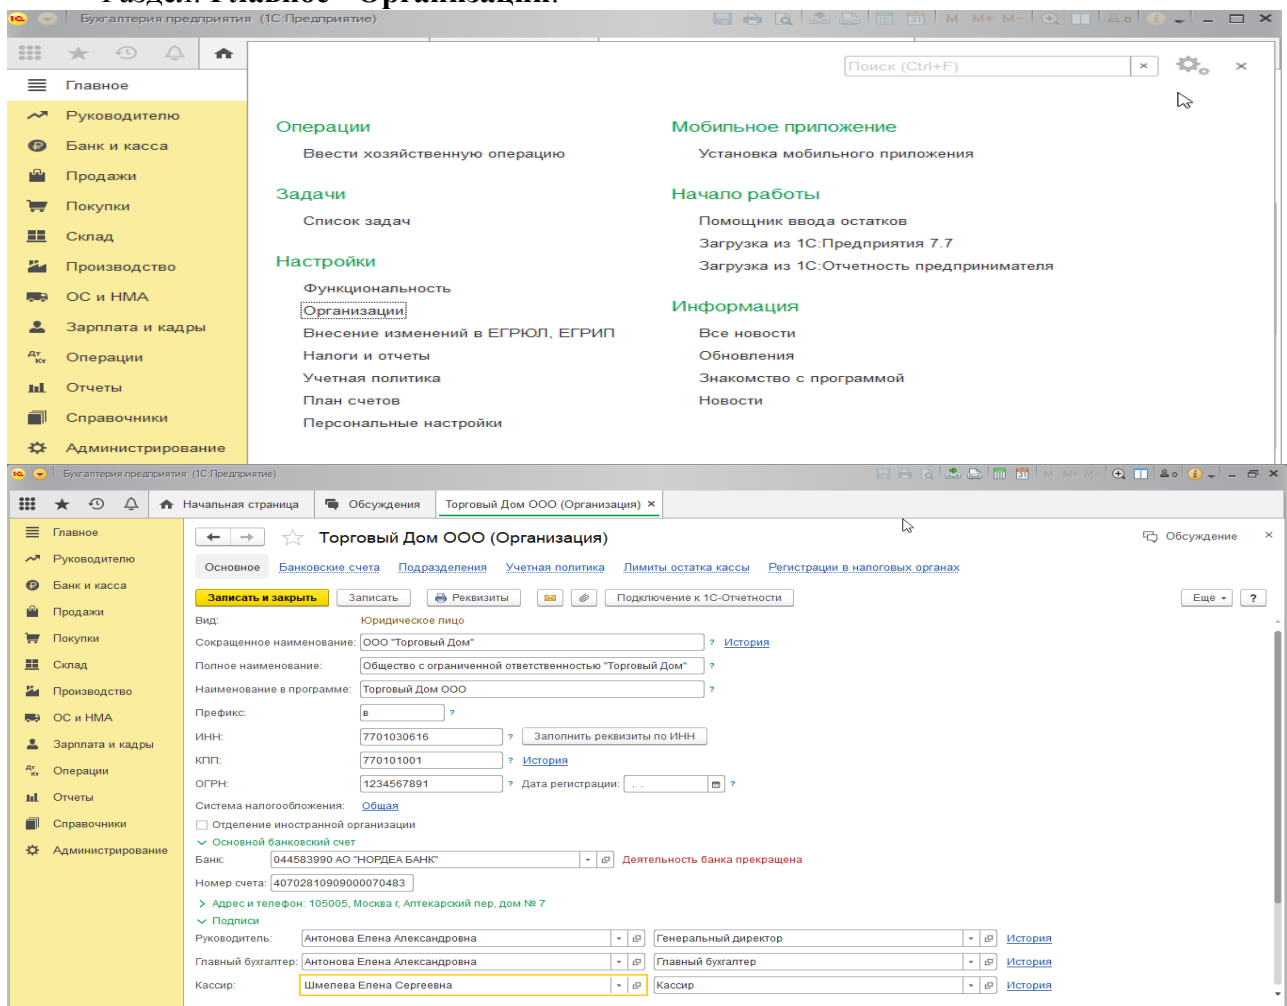 Раздел: Главное - Организации.
Бухгалтерия предприятия (1С:Предприятие)
M M+ M-
Поиск (Ctrl+F)
Главное
Руководителю
Банк и касса
Продажи
Покупки
Склад
Производство
ОС и НМА
Зарплата и кадры
Операции
Отчеты
Справочники
Администрирование
Операции
Ввести хозяйственную операцию
Задачи
Список задач
Настройки
Функциональность
Организации
Внесение изменений в ЕГРЮЛ, ЕГРИП
Налоги и отчеты
Учетная политика
План счетов
Персональные настройки
Мобильное приложение
Установка мобильного приложения
Начало работы
Помощник ввода остатков
Загрузка из 1С:Предприятия 7.7
Загрузка из 1С:Отчетность предпринимателя
Информация
Все новости
Обновления
Знакомство с программой
Новости
Бухгалтерия предприятия (1С:Предприятие)
M M+ M-
Начальная страница Обсуждения Торговый Дом ООО (Организация) ×
Главное
Руководителю
Банк и касса
Продажи
Покупки
Склад
Производство
ОС и НМА
Зарплата и кадры
Операции
Отчеты
Справочники
Администрирование
Торговый Дом ООО (Организация) Обсуждение
Основное Банковские счета Подразделения Учетная политика Лимиты остатка кассы Регистрации в налоговых органах
Записать и закрыть Записать Реквизиты Подключение к 1С-Отчетности Еще ?
Вид: Юридическое лицо
Сокращенное наименование: ООО "Торговый Дом" ? История
Полное наименование: Общество с ограниченной ответственностью "Торговый Дом" ?
Наименование в программе: Торговый Дом ООО ?
Префикс: в ?
ИНН: 7701030616 ? Заполнить реквизиты по ИНН
КПП: 770101001 ? История
ОГРН: 1234567891 ? Дата регистрации: . . ?
Система налогообложения: Общая
Отделение иностранной организации
Основной банковский счет
Банк: 044583990 АО "НОРДЕА БАНК" Деятельность банка прекращена
Номер счета: 40702810909000070483
Адрес и телефон: 105005, Москва г, Аптекарский пер, дом № 7
Подписи
Руководитель: Антонова Елена Александровна Генеральный директор История
Главный бухгалтер: Антонова Елена Александровна Главный бухгалтер История
Кассир: Шмелева Елена Сергеевна Кассир История